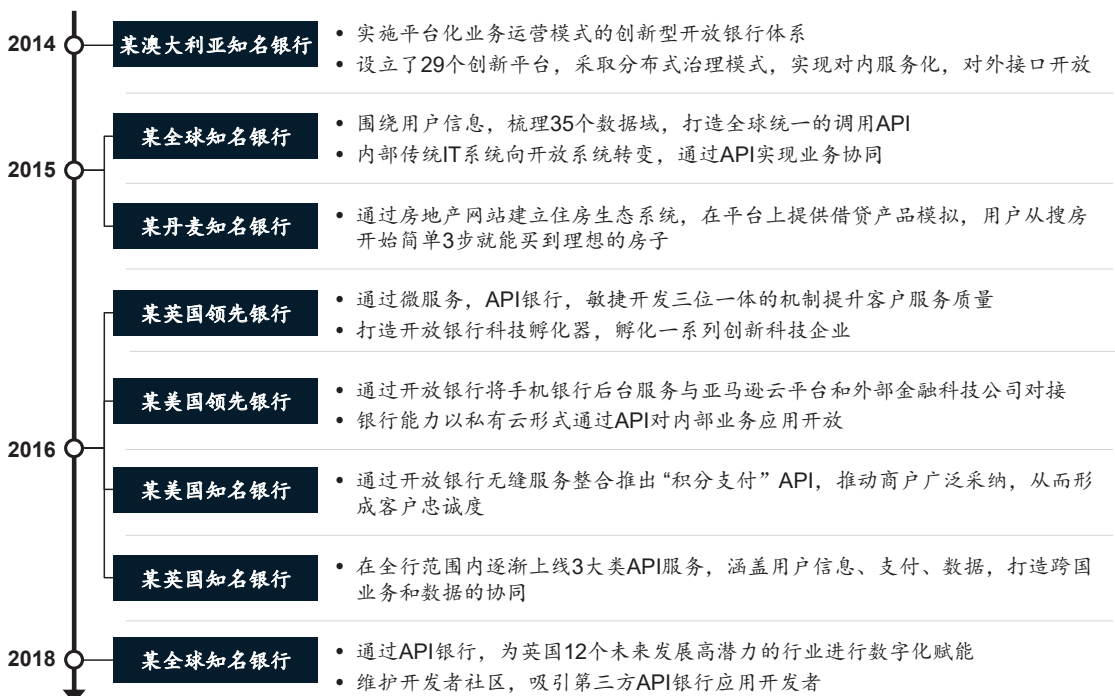 2014
某澳大利亚知名银行
• 实施平台化业务运营模式的创新型开放银行体系
• 设立了29个创新平台，采取分布式治理模式，实现对内服务化，对外接口开放
2015
某全球知名银行
• 围绕用户信息，梳理35个数据域，打造全球统一的调用API
• 内部传统IT系统向开放系统转变，通过API实现业务协同
某丹麦知名银行
• 通过房地产网站建立住房生态系统，在平台上提供借贷产品模拟，用户从搜房
开始简单3步就能买到理想的房子
2016
某英国领先银行
• 通过微服务，API银行，敏捷开发三位一体的机制提升客户服务质量
• 打造开放银行科技孵化器，孵化一系列创新科技企业
某美国领先银行
• 通过开放银行将手机银行后台服务与亚马逊云平台和外部金融科技公司对接
• 银行能力以私有云形式通过API对内部业务应用开放
某美国知名银行
• 通过开放银行无缝服务整合推出“积分支付”API，推动商户广泛采纳，从而形
成客户忠诚度
某英国知名银行
• 在全行范围内逐渐上线3大类API服务，涵盖用户信息、支付、数据，打造跨国
业务和数据的协同
2018
某全球知名银行
• 通过API银行，为英国12个未来发展高潜力的行业进行数字化赋能
• 维护开发者社区，吸引第三方API银行应用开发者